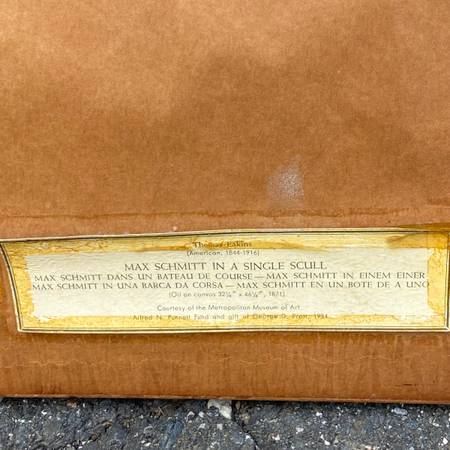 Thomas Eakins
(American, 1844-1916)
MAX SCHMITT IN A SINGLE SCULL
MAX SCHMITT DANS UN BATEAU DE COURSE — MAX SCHMITT IN EINEM EINER
MAX SCHMITT IN UNA BARCA DA CORSA — MAX SCHMITT EN UN BOTE DE A UNO
(Oil on canvas 32¼" x 46¼", 1871)
Courtesy of the Metropolitan Museum of Art
Alfred N. Punnett Fund and gift of George D. Pratt, 1934